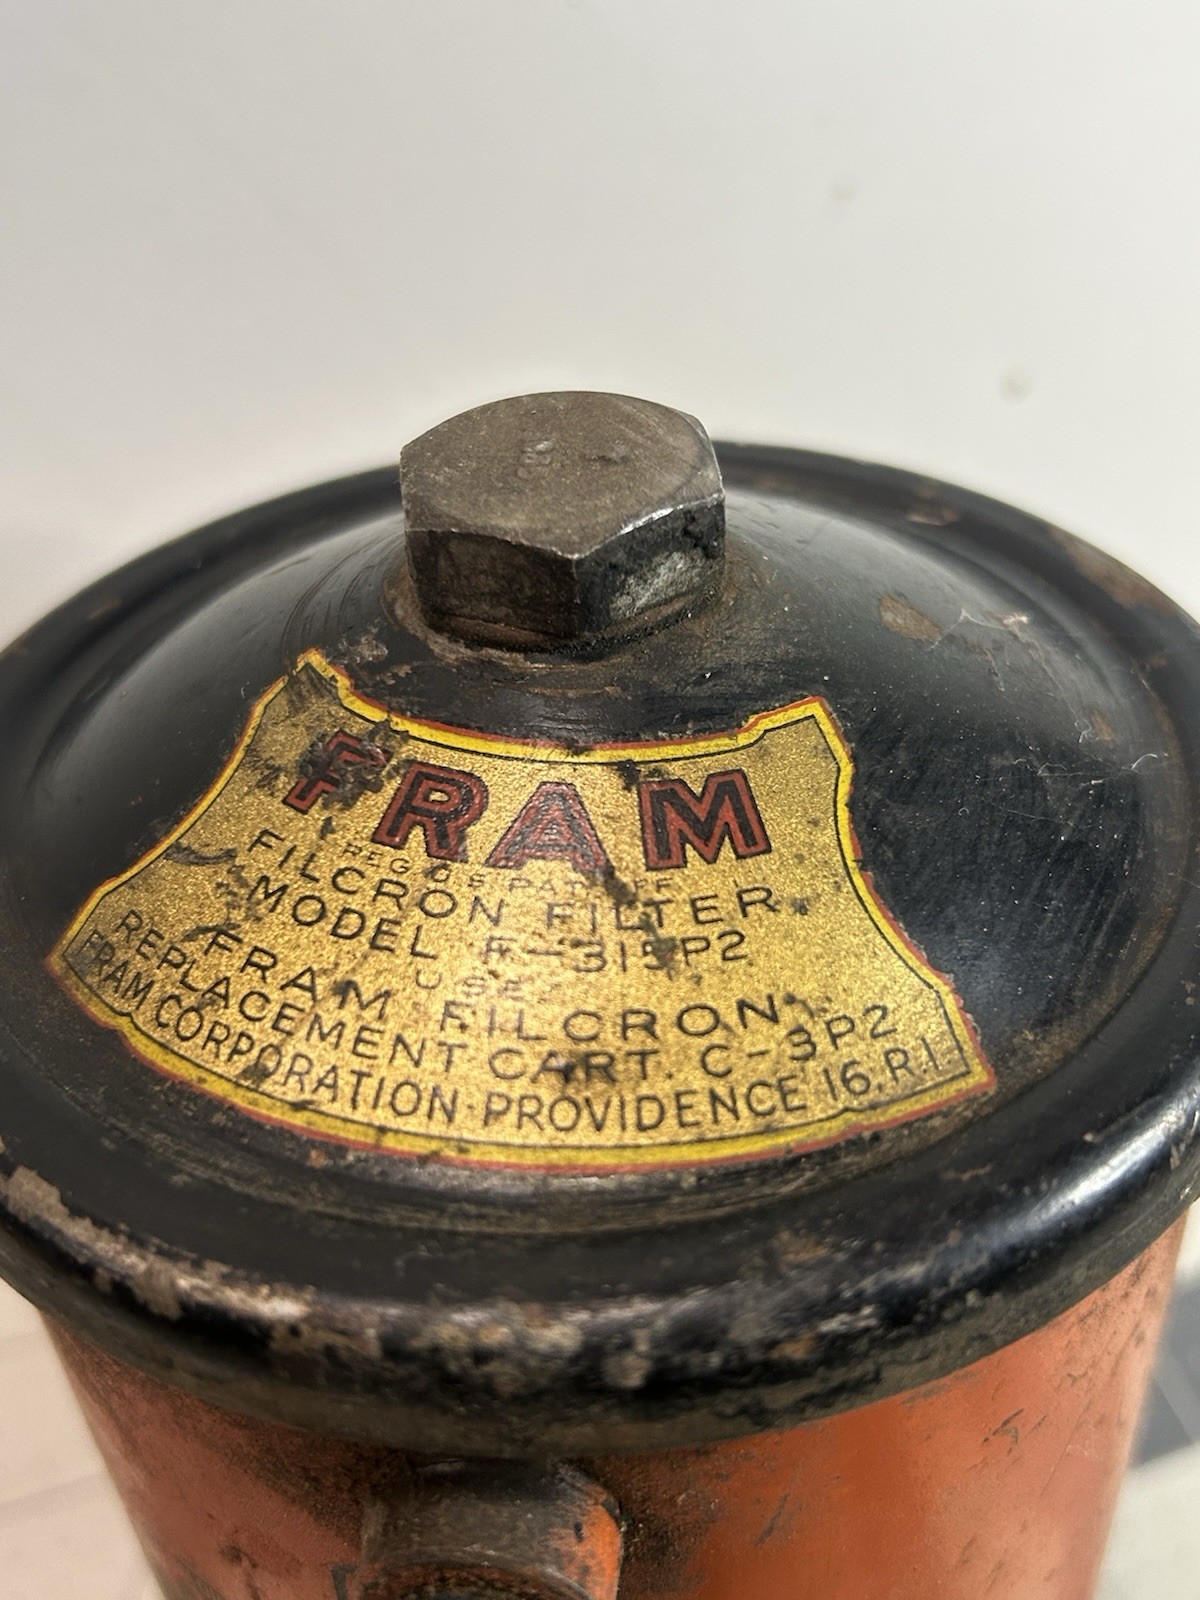 FRAM
REG. U.S. PAT. OFF.
FILCRON FILTER
MODEL F-315P2
USE
FRAM FILCRON
REPLACEMENT CART. C-3P2
FRAM CORPORATION·PROVIDENCE 16, R.I.